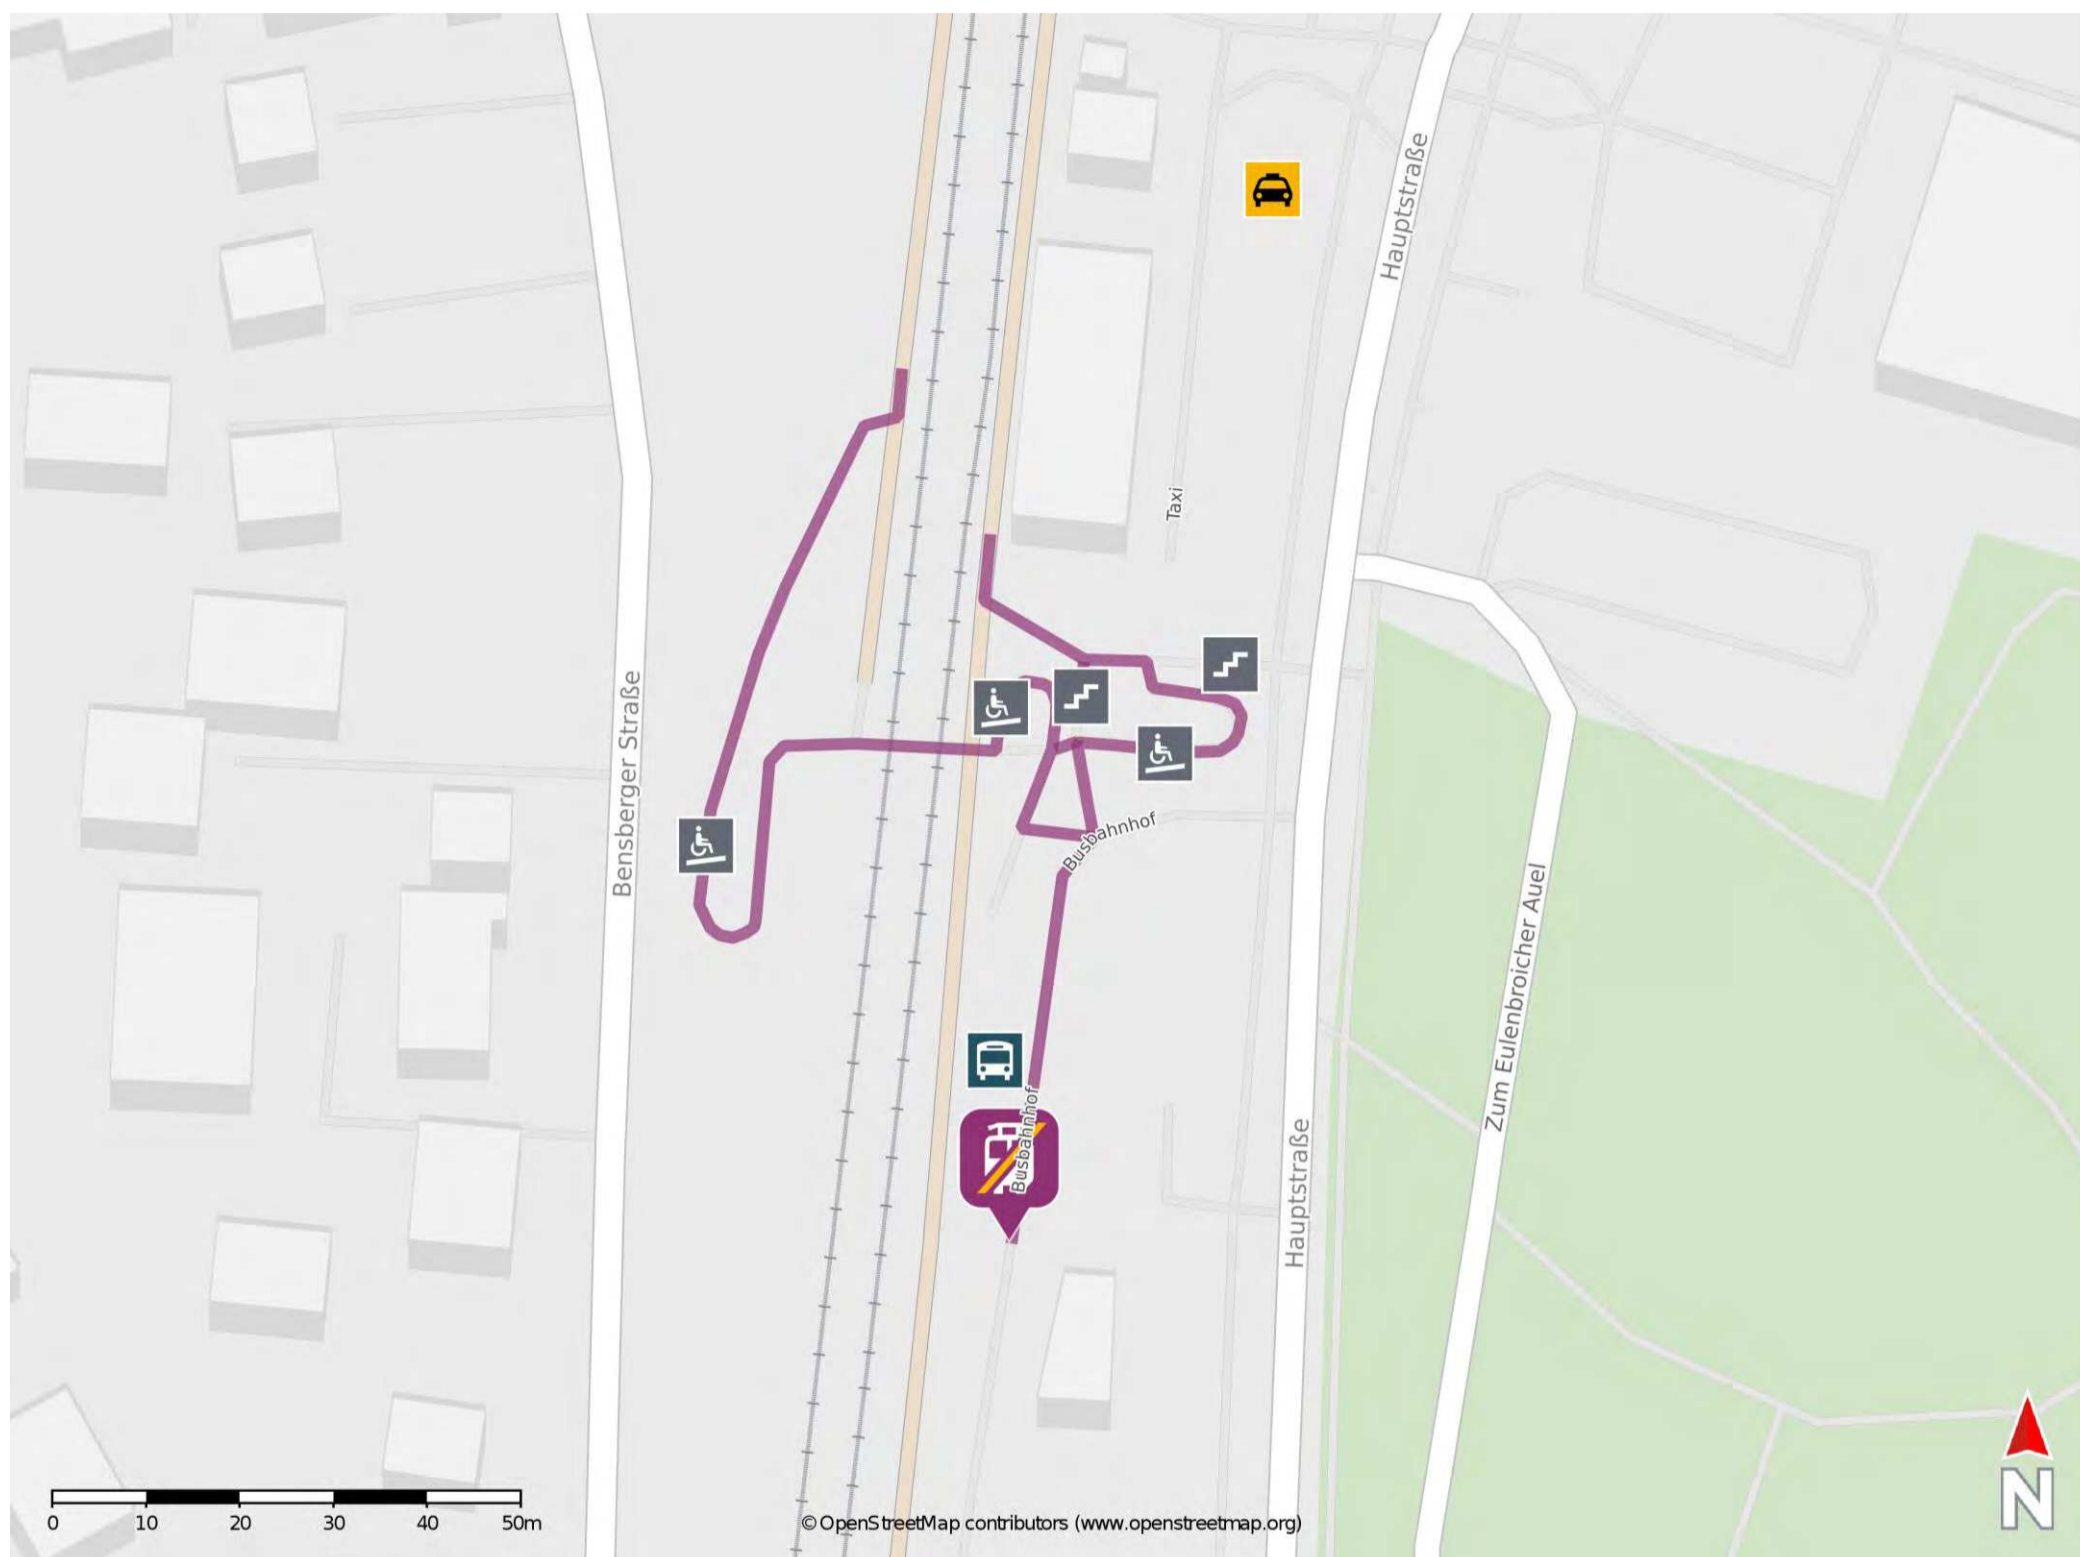 Hauptstraße
Taxi
Bensberger Straße
Busbahnhof
Zum Eulenbroicher Auel
Busbahnhof
Hauptstraße
N
0 10 20 30 40 50m
© OpenStreetMap contributors (www.openstreetmap.org)